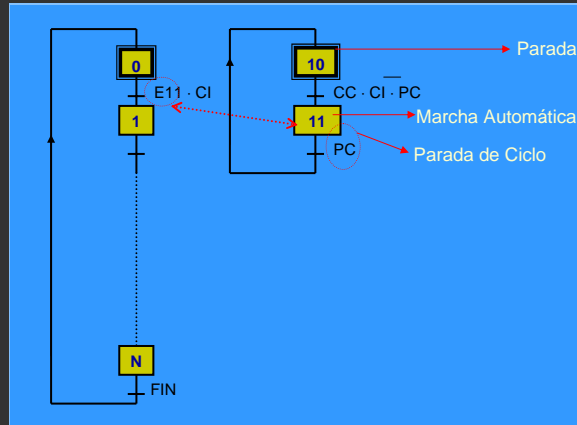 0
E11 · CI
1
N
FIN
10
CC · CI · PC
11
PC
Parada
Marcha Automática
Parada de Ciclo